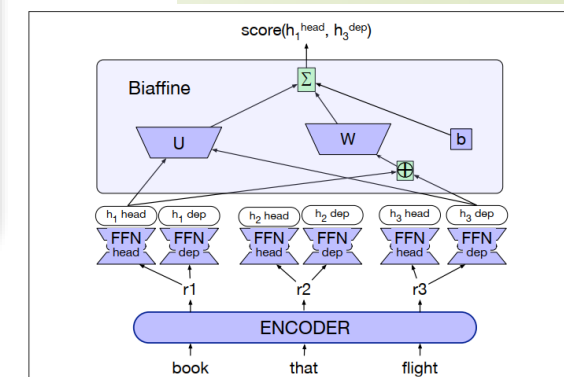 score(h₁ʰᵉᵃᵈ, h₃ᵈᵉᵖ)
Σ
Biaffine
U
W
b
⊕
h₁ head h₁ dep h₂ head h₂ dep h₃ head h₃ dep
FFN FFN FFN FFN FFN FFN
head dep head dep head dep
r1 r2 r3
ENCODER
book that flight